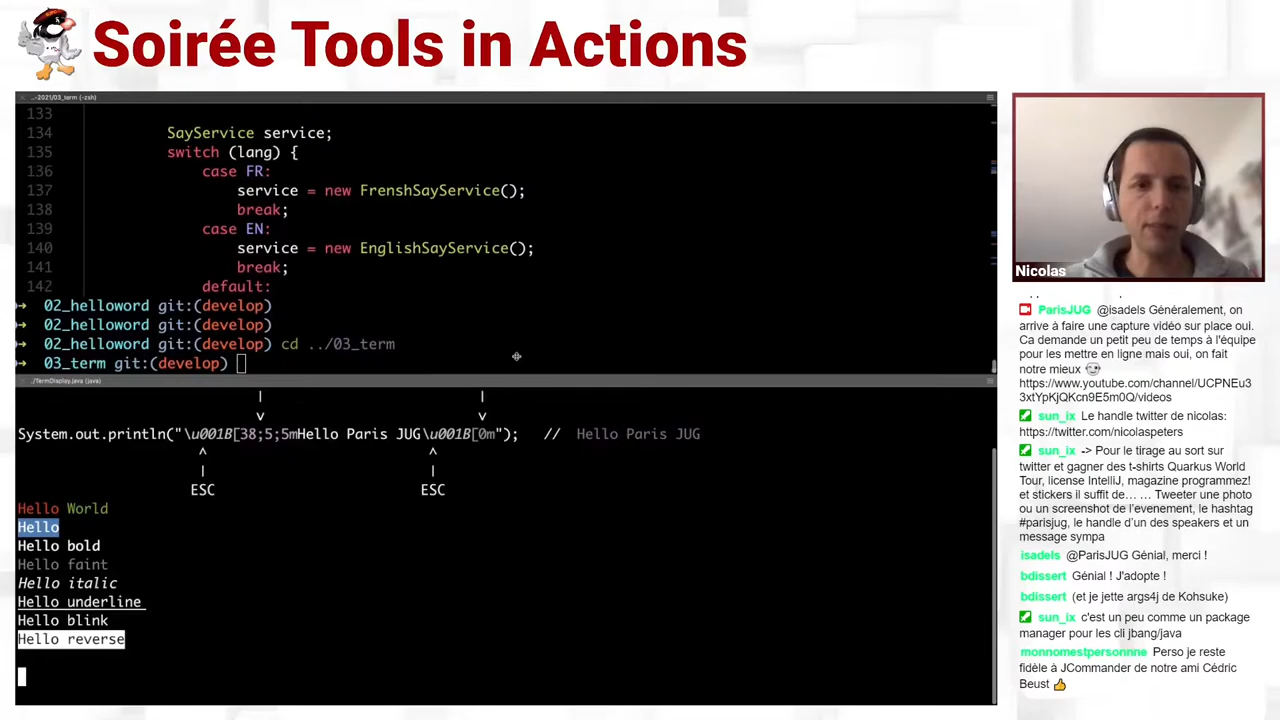 Soirée Tools in Actions
..-2021/03_term (-zsh)
133
134 SayService service;
135 switch (lang) {
136 case FR:
137 service = new FrenshSayService();
138 break;
139 case EN:
140 service = new EnglishSayService();
141 break;
142 default:
→ 02_helloword git:(develop)
→ 02_helloword git:(develop)
→ 02_helloword git:(develop) cd ../03_term
→ 03_term git:(develop)
./TermDisplay.java (java)
| |
v v
System.out.println("\u001B[38;5;5mHello Paris JUG\u001B[0m"); // Hello Paris JUG
^ ^
| |
ESC ESC
Hello World
Hello
Hello bold
Hello faint
Hello italic
Hello underline
Hello blink
Hello reverse
Nicolas
ParisJUG @isadels Généralement, on
arrive à faire une capture vidéo sur place oui.
Ca demande un petit peu de temps à l'équipe
pour les mettre en ligne mais oui, on fait
notre mieux
https://www.youtube.com/channel/UCPNEu3
3xtYpKjQKcn9E5m0Q/videos
sun_ix Le handle twitter de nicolas:
https://twitter.com/nicolaspeters
sun_ix -> Pour le tirage au sort sur
twitter et gagner des t-shirts Quarkus World
Tour, license IntelliJ, magazine programmez!
et stickers il suffit de… … Tweeter une photo
ou un screenshot de l'evenement, le hashtag
#parisjug, le handle d'un des speakers et un
message sympa
isadels @ParisJUG Génial, merci !
bdissert Génial ! J'adopte !
bdissert (et je jette args4j de Kohsuke)
sun_ix c'est un peu comme un package
manager pour les cli jbang/java
monnomestpersonnne Perso je reste
fidèle à JCommander de notre ami Cédric
Beust 👍